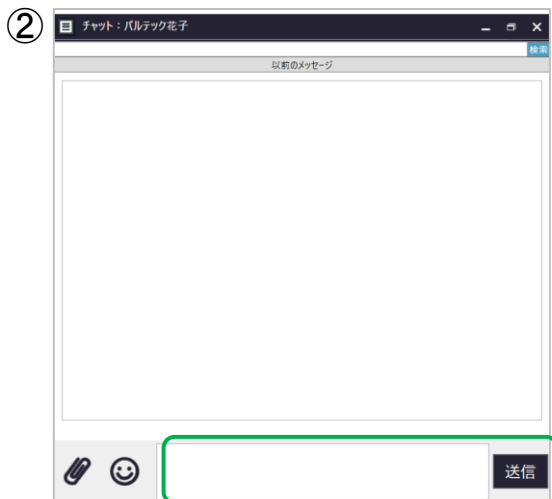 ②
チャット：バルテック花子
検索
以前のメッセージ
送信